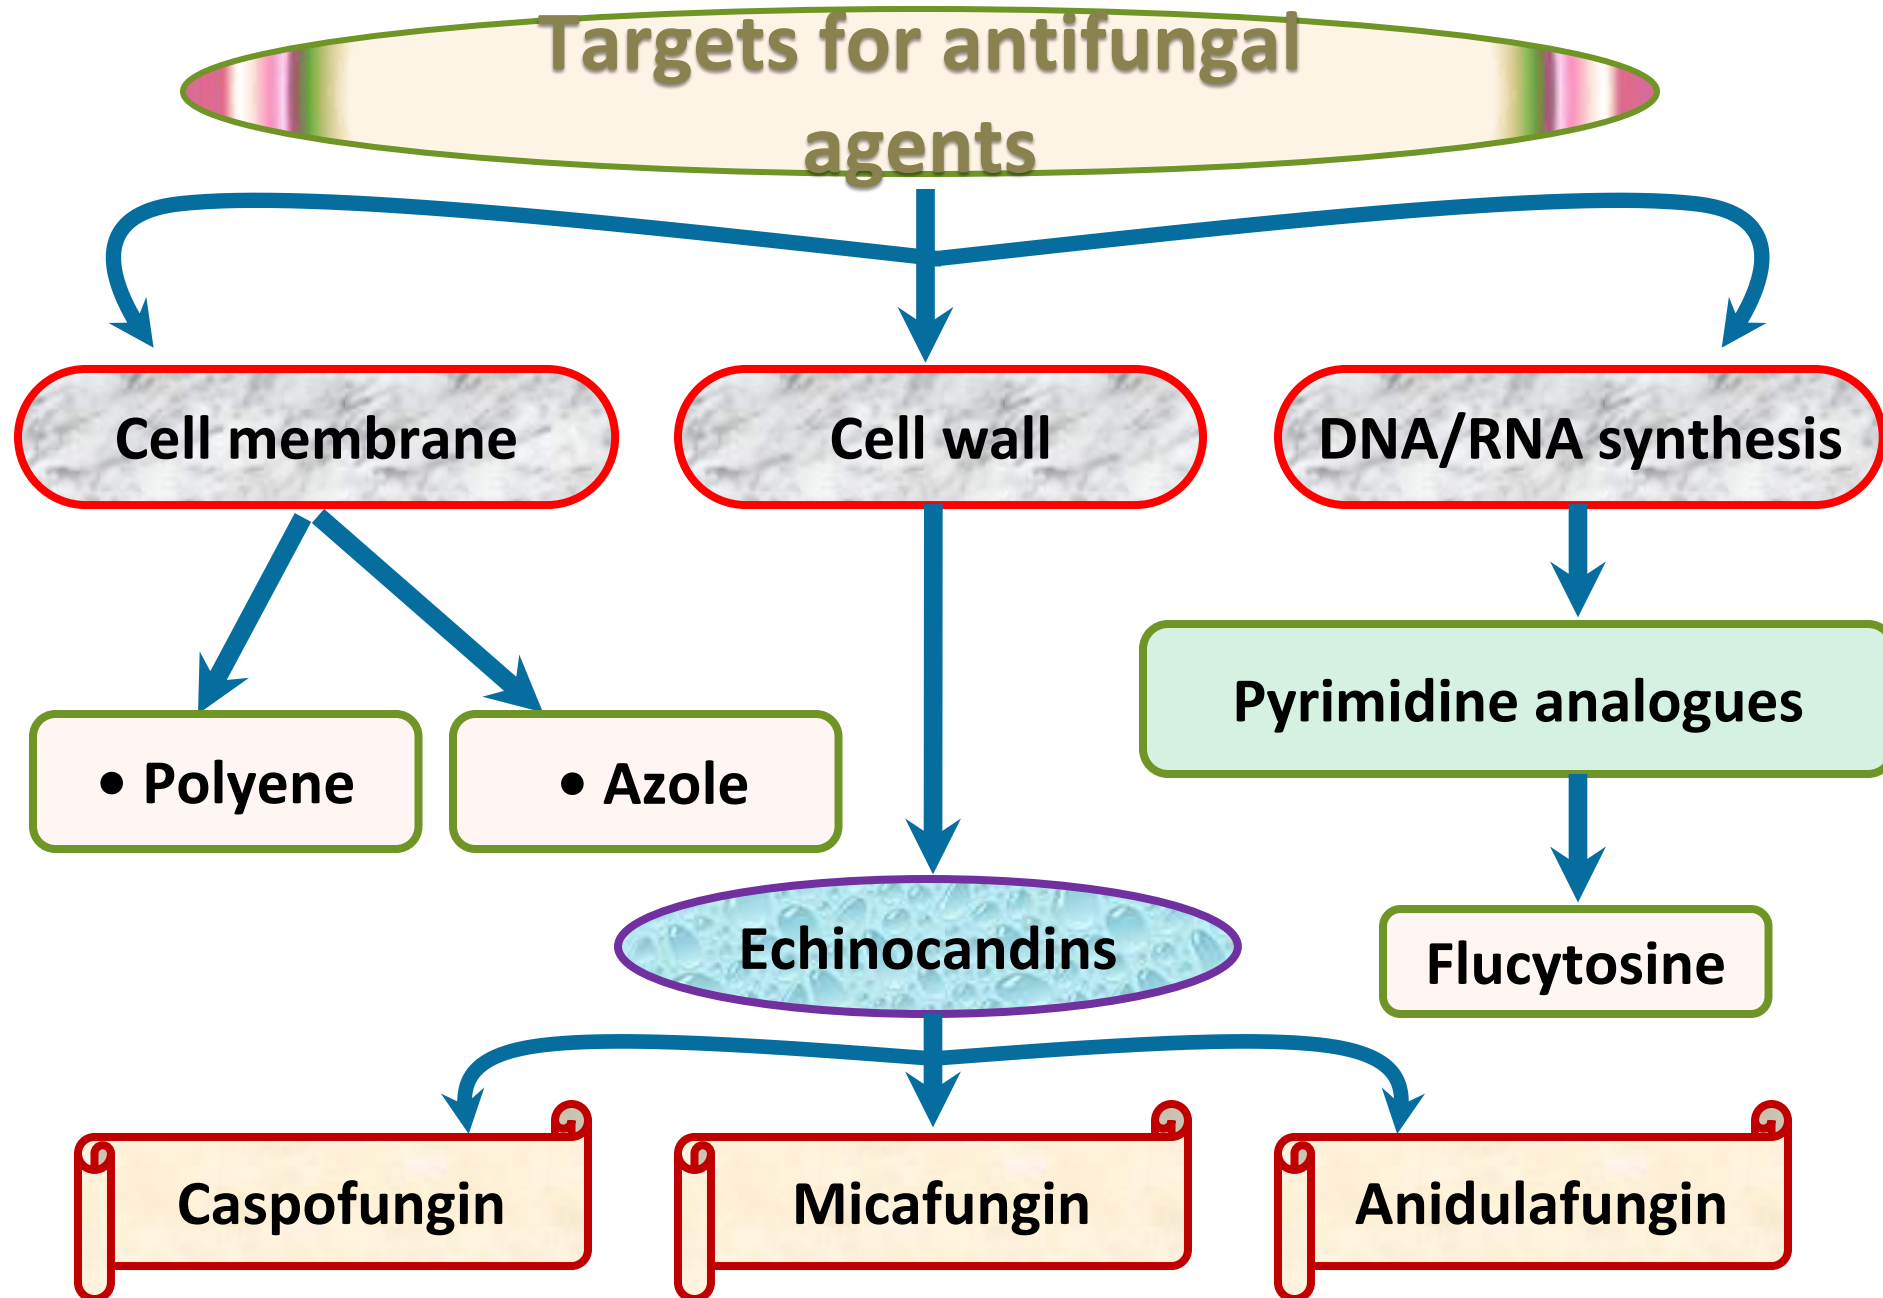 Targets for antifungal
agents
Cell membrane
Cell wall
DNA/RNA synthesis
Pyrimidine analogues
• Polyene
• Azole
Echinocandins
Flucytosine
Caspofungin
Micafungin
Anidulafungin